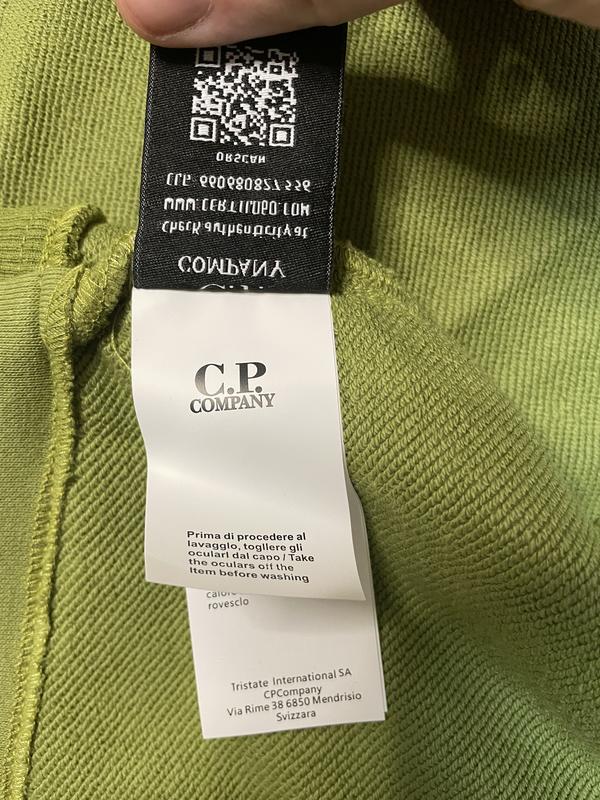 COMPANY
Check authenticity at
WWW.CERTILOGO.COM
CLG 660680827 556
QRSCAN
C.P.
COMPANY
Prima di procedere al
lavaggio, togliere gli
ocularI dal capo / Take
the oculars off the
Item before washing
rovesclo
Tristate International SA
CPCompany
Via Rime 38 6850 Mendrisio
Svizzara